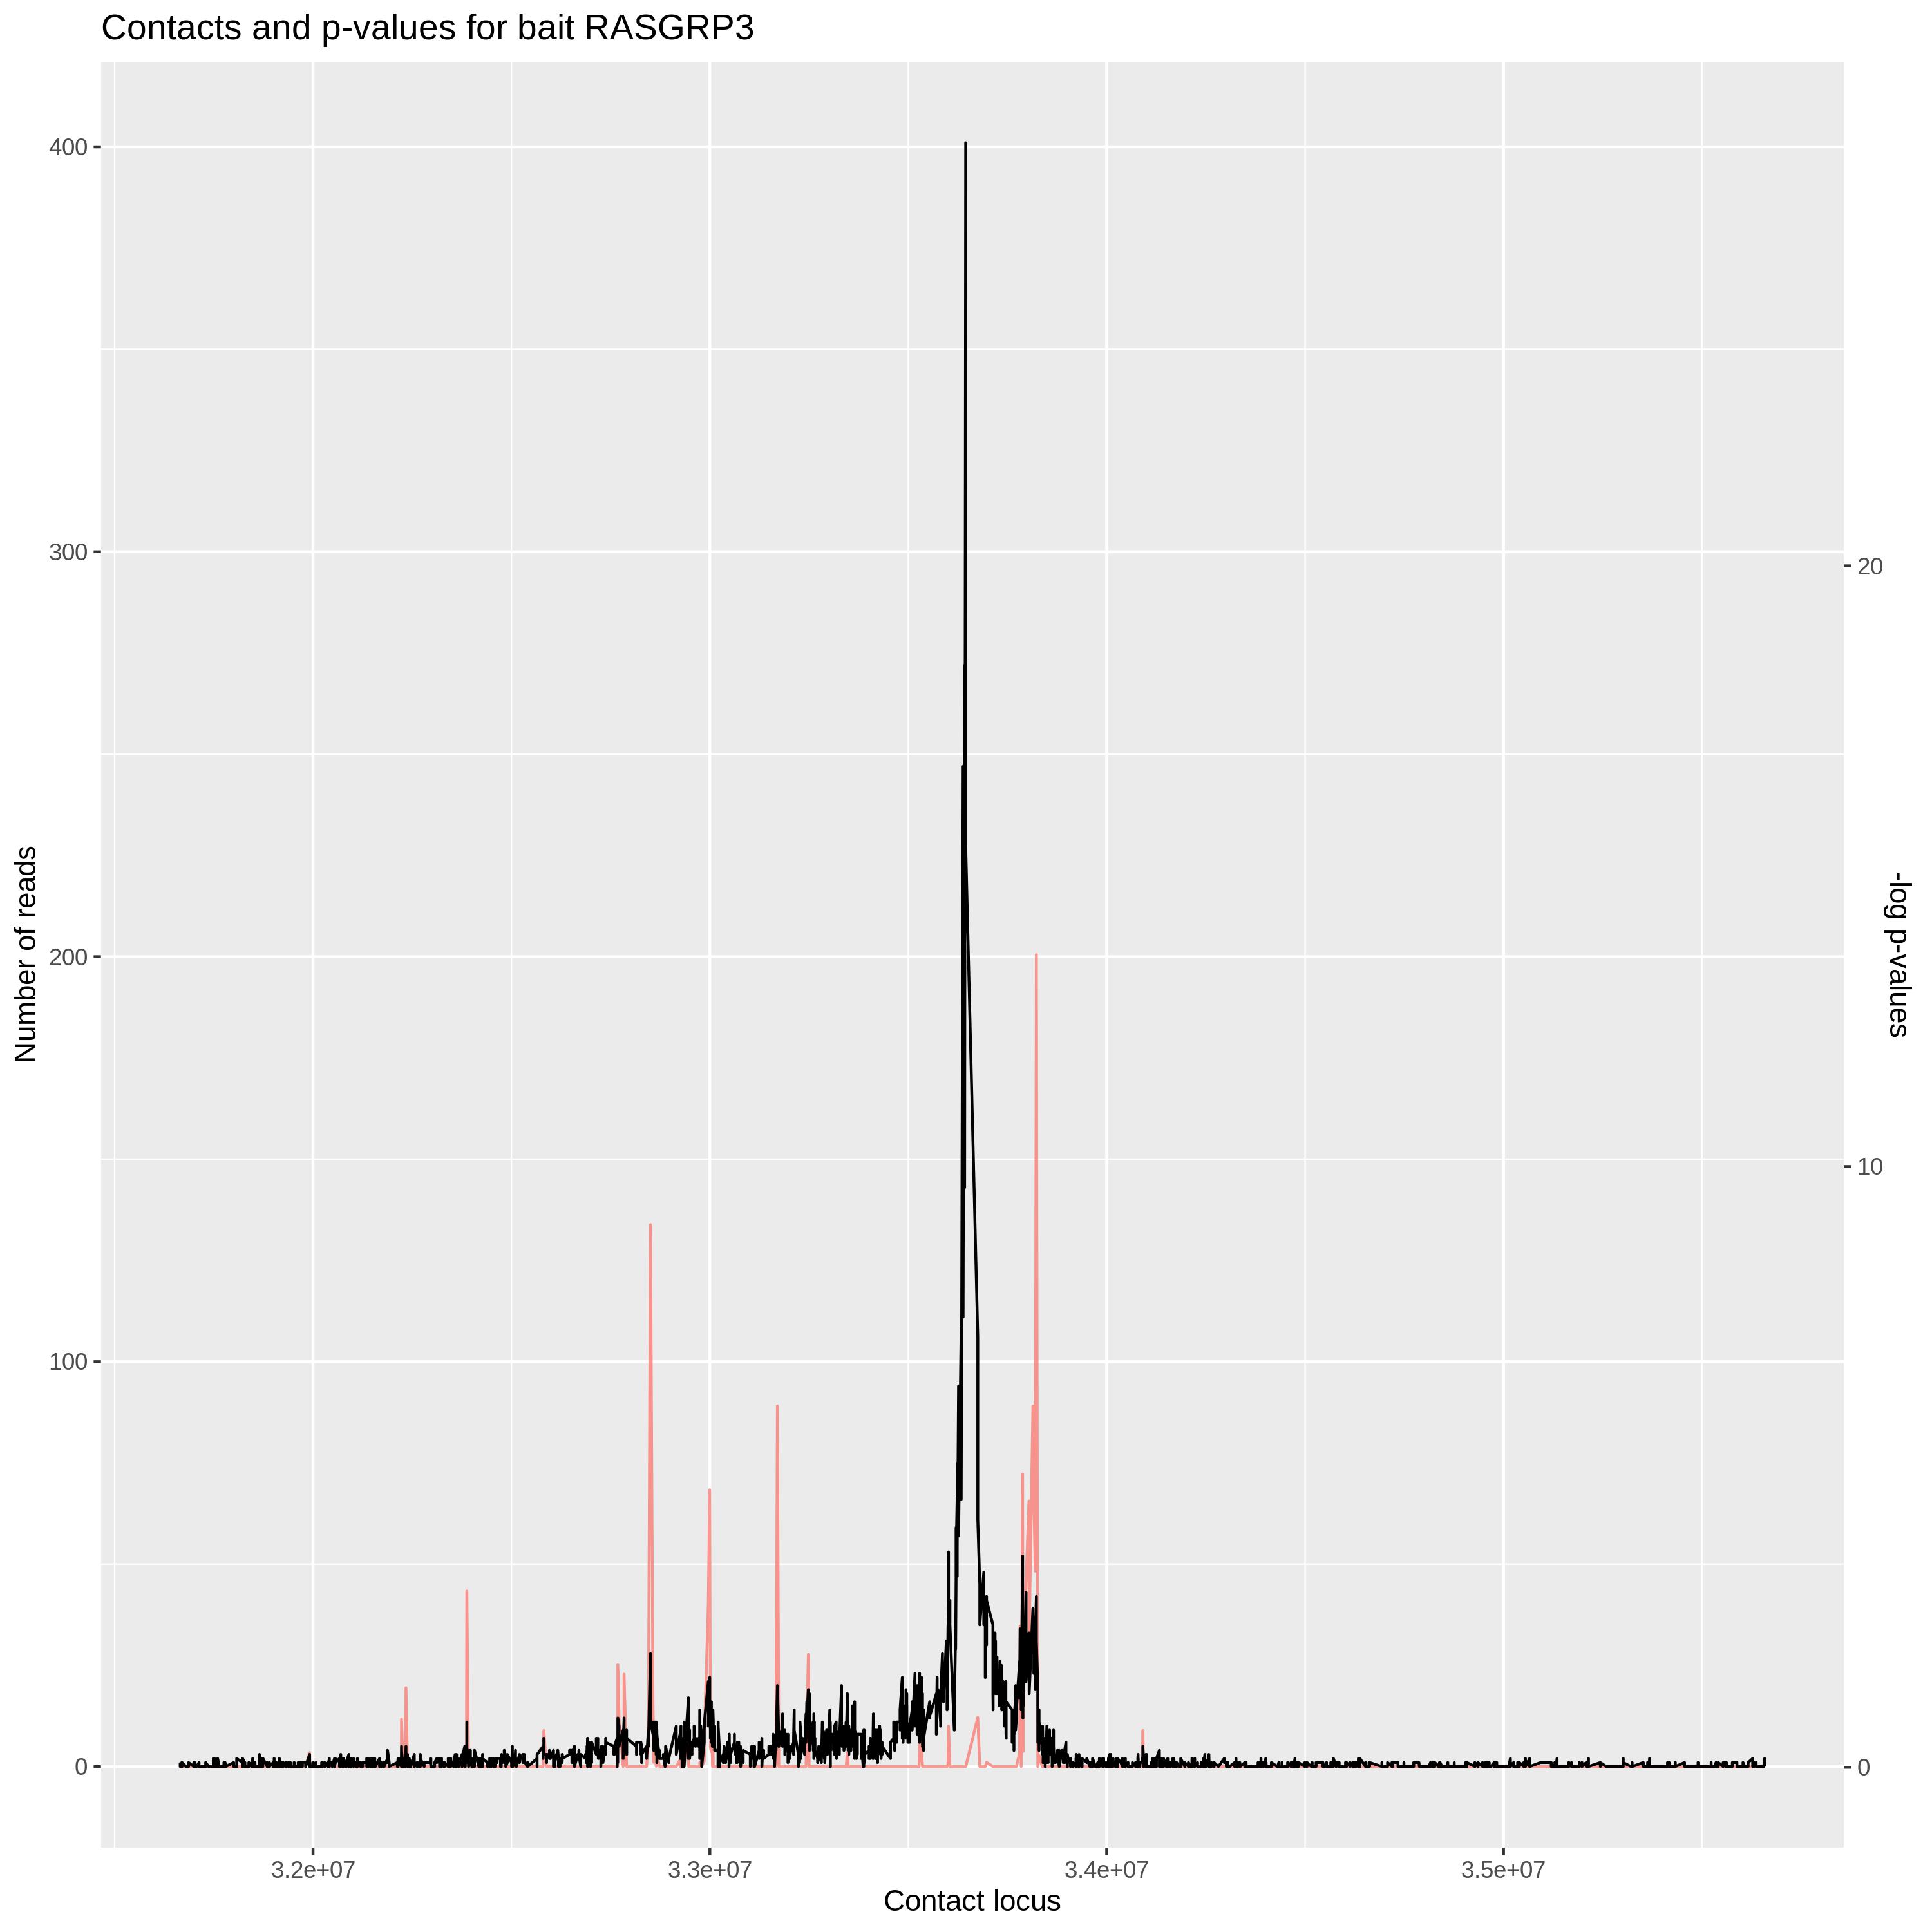 Contacts and p-values for bait RASGRP3
400
300
200
100
0
Number of reads
20
10
0
-log p-values
3.2e+07
3.3e+07
3.4e+07
3.5e+07
Contact locus